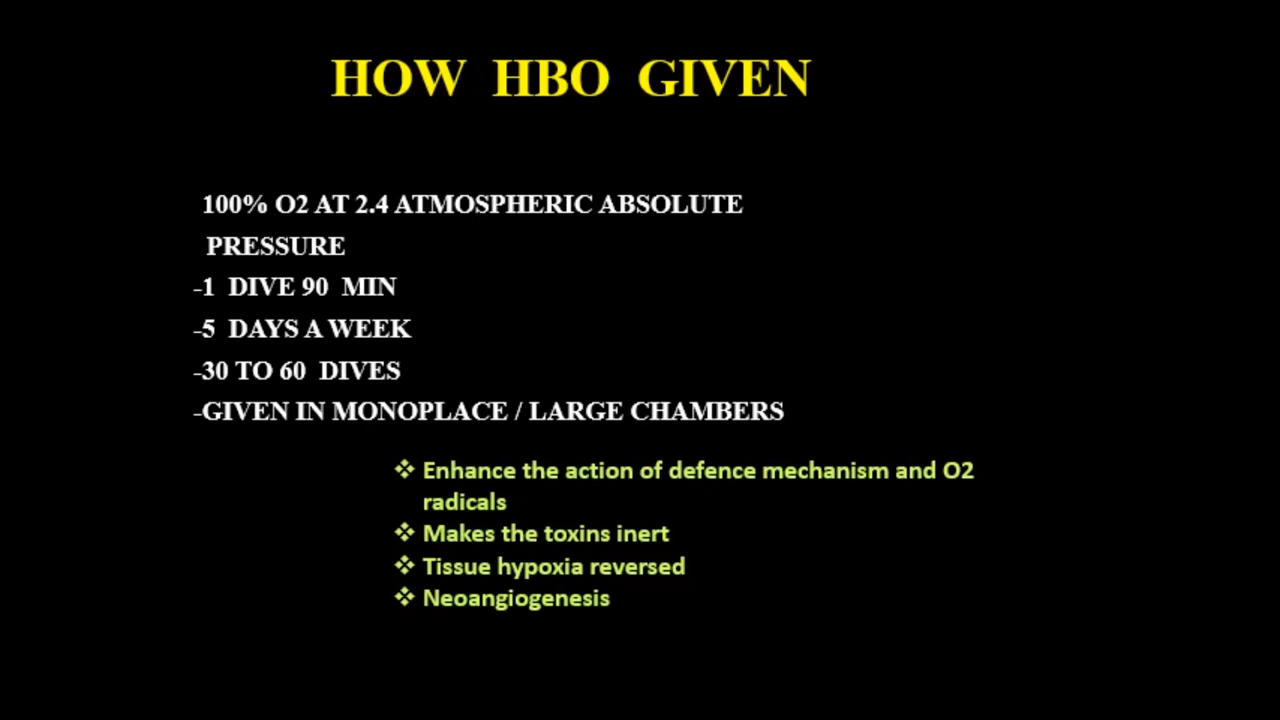 HOW HBO GIVEN
100% O2 AT 2.4 ATMOSPHERIC ABSOLUTE
PRESSURE
-1 DIVE 90 MIN
-5 DAYS A WEEK
-30 TO 60 DIVES
-GIVEN IN MONOPLACE / LARGE CHAMBERS
❖ Enhance the action of defence mechanism and O2
radicals
❖ Makes the toxins inert
❖ Tissue hypoxia reversed
❖ Neoangiogenesis